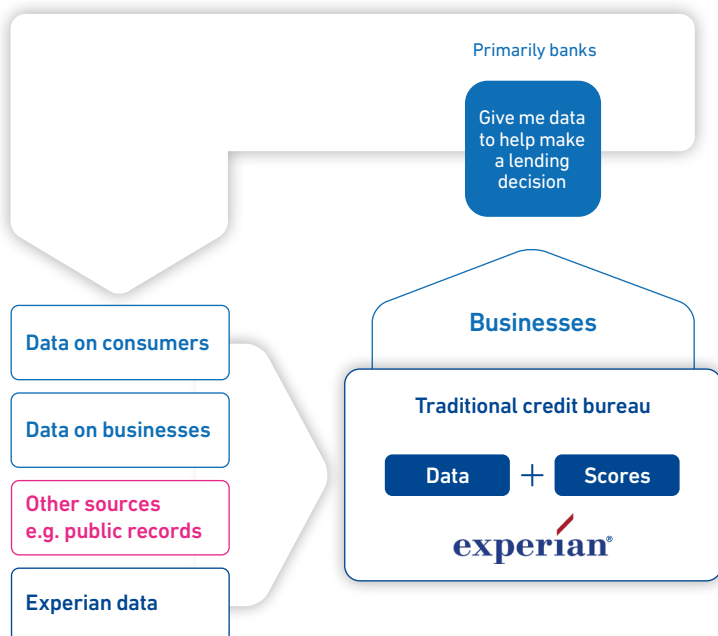 Primarily banks
Give me data
to help make
a lending
decision
Businesses
Data on consumers
Data on businesses
Other sources
e.g. public records
Experian data
Traditional credit bureau
Data + Scores
experian®